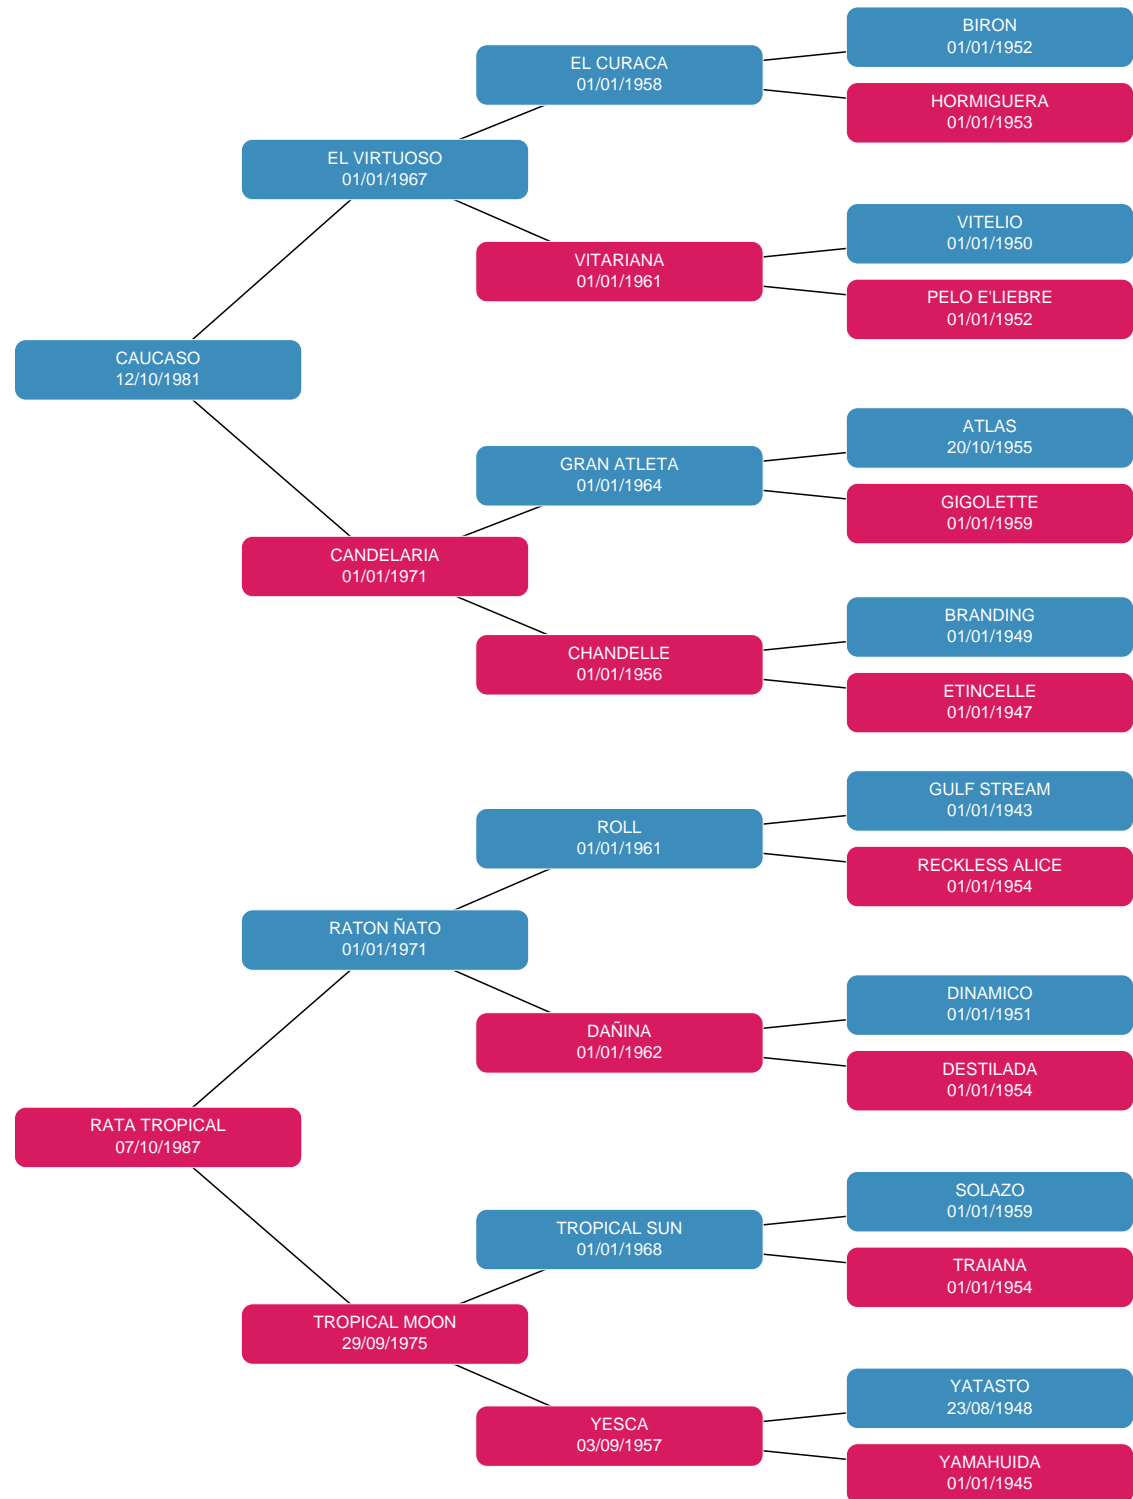 BIRON
01/01/1952
EL CURACA
01/01/1958
HORMIGUERA
01/01/1953
EL VIRTUOSO
01/01/1967
VITELIO
01/01/1950
VITARIANA
01/01/1961
PELO E'LIEBRE
01/01/1952
CAUCASO
12/10/1981
ATLAS
20/10/1955
GRAN ATLETA
01/01/1964
GIGOLETTE
01/01/1959
CANDELARIA
01/01/1971
BRANDING
01/01/1949
CHANDELLE
01/01/1956
ETINCELLE
01/01/1947
GULF STREAM
01/01/1943
ROLL
01/01/1961
RECKLESS ALICE
01/01/1954
RATON ÑATO
01/01/1971
DINAMICO
01/01/1951
DAÑINA
01/01/1962
DESTILADA
01/01/1954
RATA TROPICAL
07/10/1987
SOLAZO
01/01/1959
TROPICAL SUN
01/01/1968
TRAIANA
01/01/1954
TROPICAL MOON
29/09/1975
YATASTO
23/08/1948
YESCA
03/09/1957
YAMAHUIDA
01/01/1945